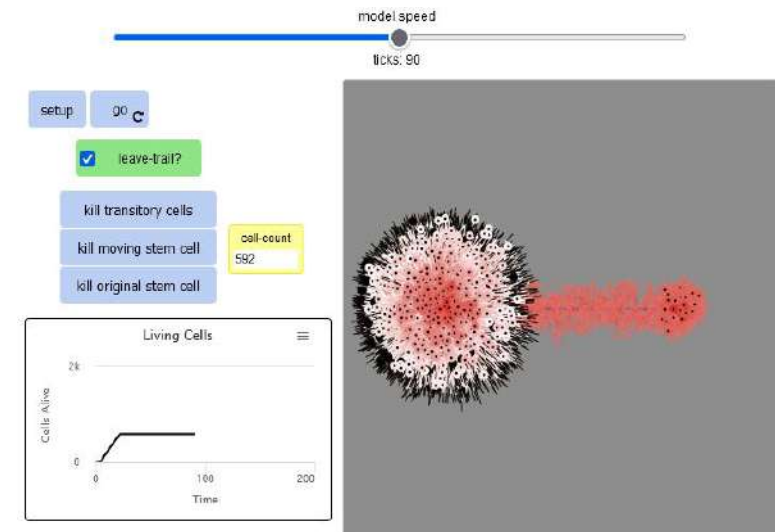 model speed
ticks: 90
setup
go
leave-trail?
kill transitory cells
kill moving stem cell
kill original stem cell
cell-count
592
Living Cells
Cells Alive
2k
0
0
100
200
Time